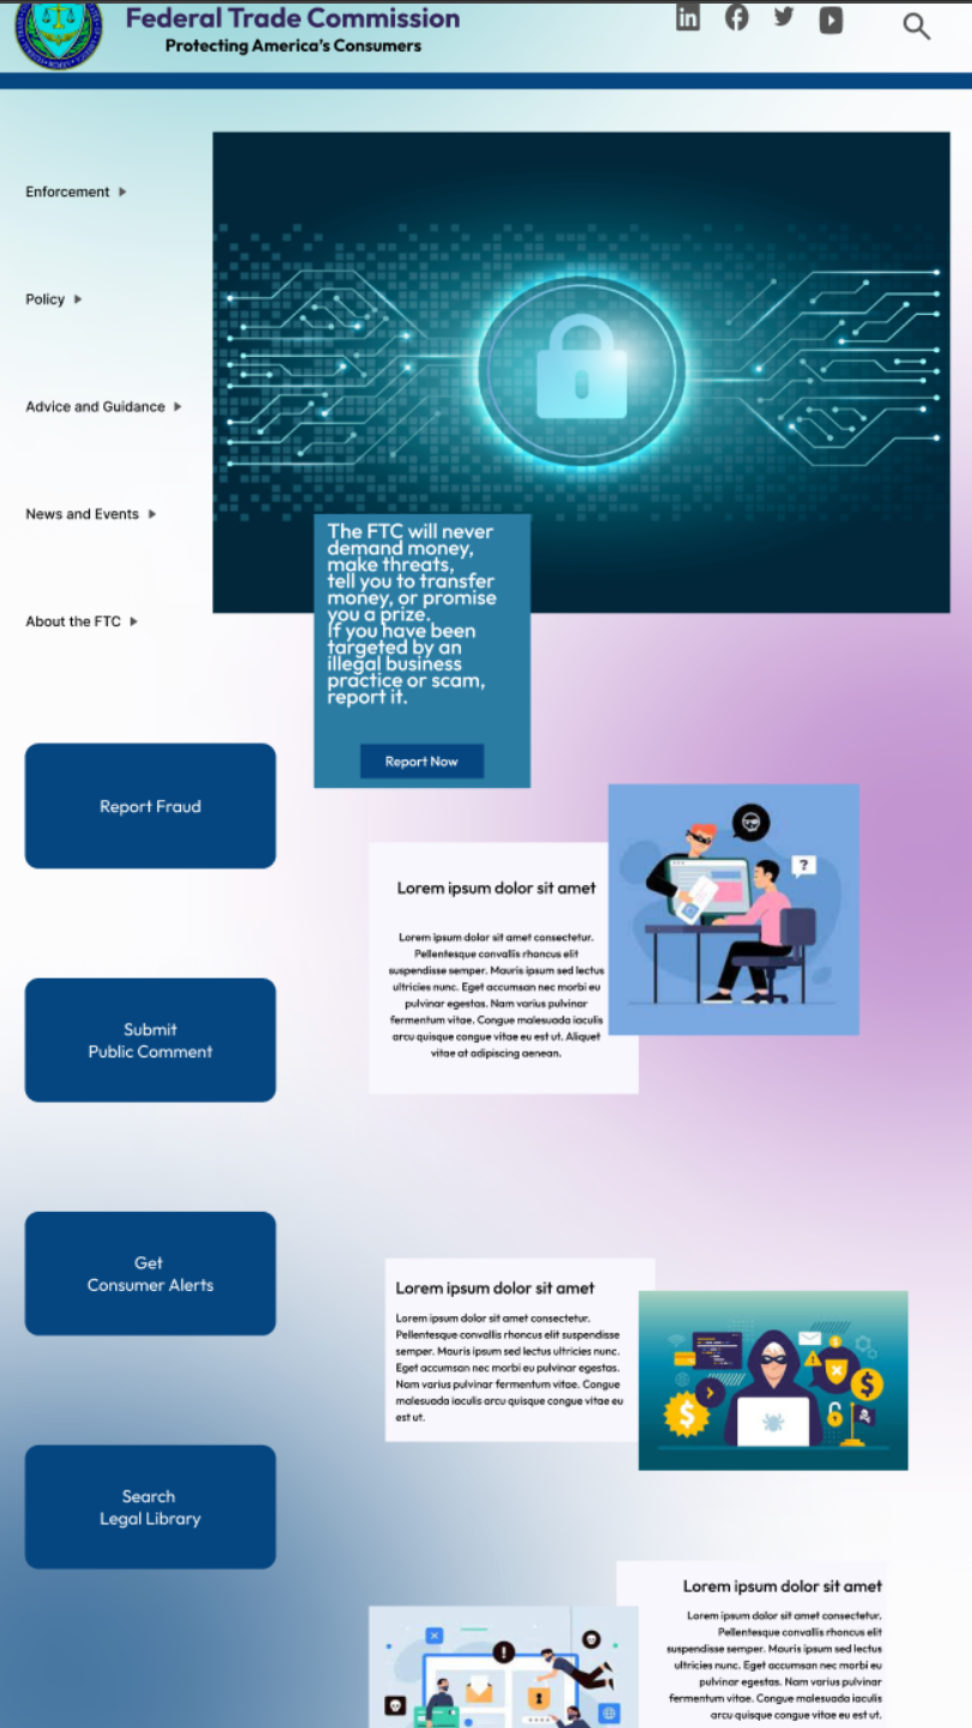 Federal Trade Commission
Protecting America's Consumers
Enforcement
Policy
Advice and Guidance
News and Events
About the FTC
The FTC will never
demand money,
make threats,
tell you to transfer
money, or promise
you a prize.
If you have been
targeted by an
illegal business
practice or scam,
report it.
Report Now
Report Fraud
Submit
Public Comment
Get
Consumer Alerts
Search
Legal Library
Lorem ipsum dolor sit amet
Lorem ipsum dolor sit amet consectetur.
Pellentesque convallis rhoncus elit
suspendisse semper. Mauris ipsum sed lectus
ultricies nunc. Eget accumsan nec morbi eu
pulvinar egestas. Nam varius pulvinar
fermentum vitae. Congue malesuada iaculis
arcu quisque congue vitae eu est ut. Aliquet
vitae at adipiscing aenean.
Lorem ipsum dolor sit amet
Lorem ipsum dolor sit amet consectetur.
Pellentesque convallis rhoncus elit suspendisse
semper. Mauris ipsum sed lectus ultricies nunc.
Eget accumsan nec morbi eu pulvinar egestas.
Nam varius pulvinar fermentum vitae. Congue
malesuada iaculis arcu quisque congue vitae eu
est ut.
Lorem ipsum dolor sit amet
Lorem ipsum dolor sit amet consectetur.
Pellentesque convallis rhoncus elit
suspendisse semper. Mauris ipsum sed lectus
ultricies nunc. Eget accumsan nec morbi eu
pulvinar egestas. Nam varius pulvinar
fermentum vitae. Congue malesuada iaculis
arcu quisque congue vitae eu est ut.